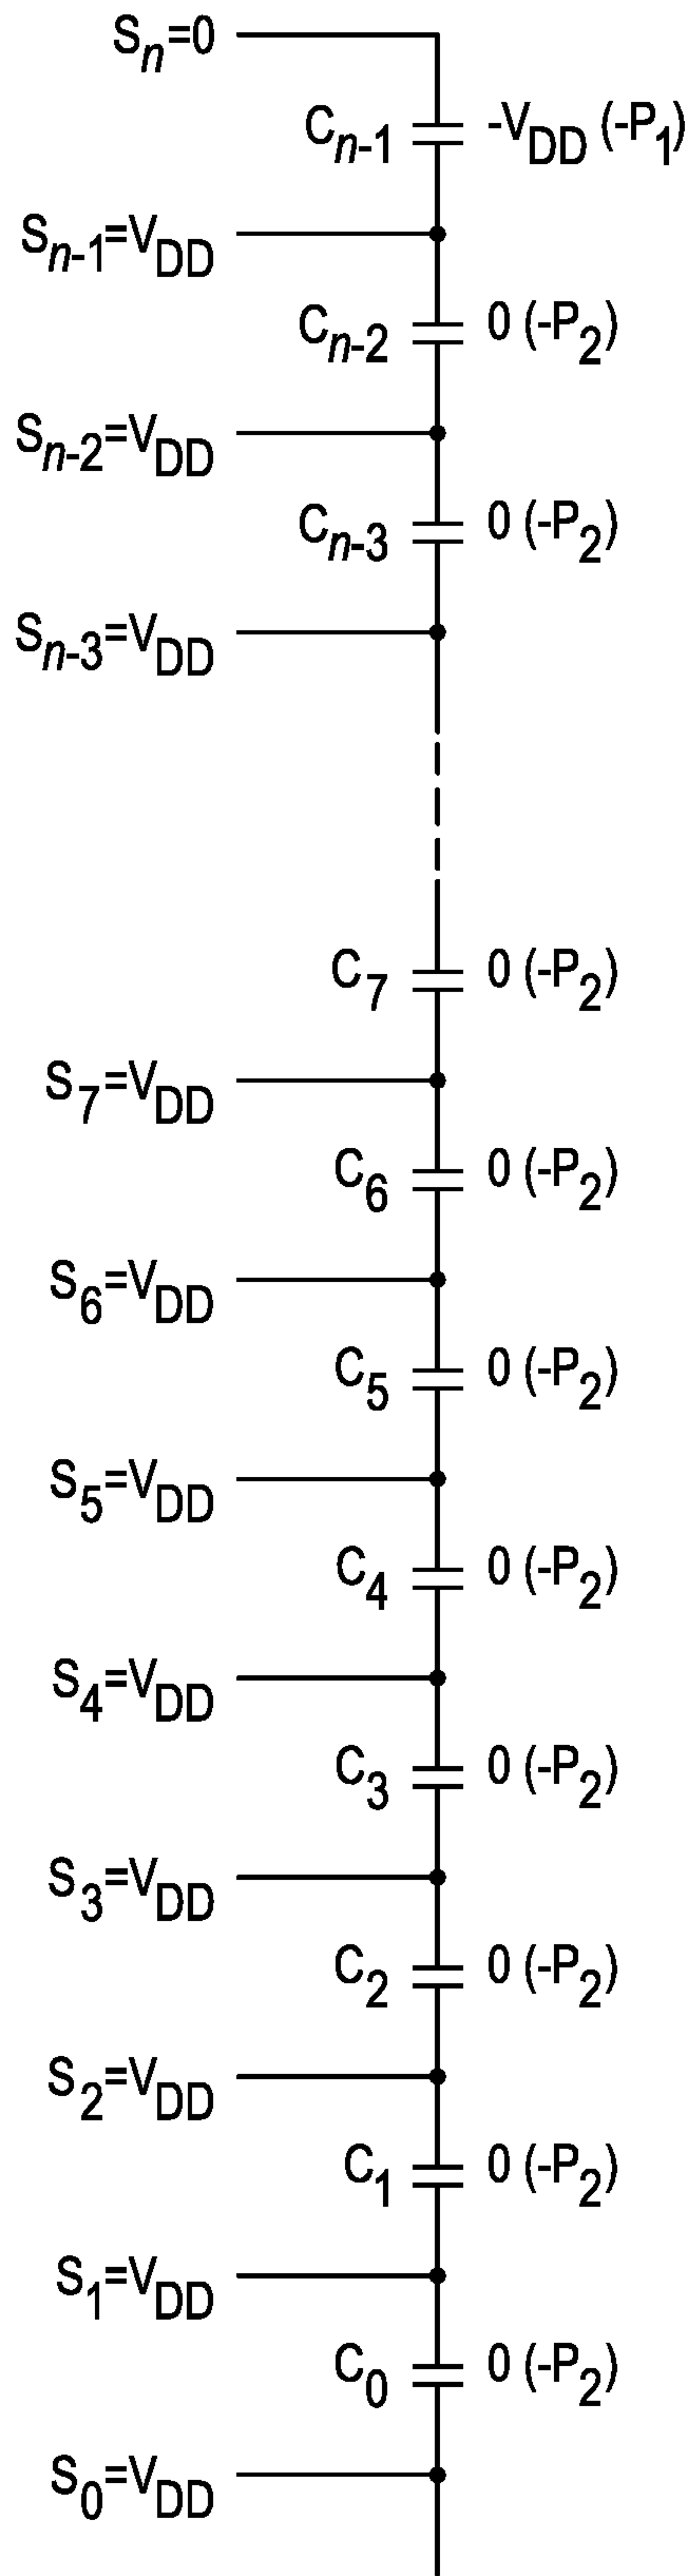 Sn=0
Cn-1 -VDD (-P1)
Sn-1=VDD
Cn-2 0 (-P2)
Sn-2=VDD
Cn-3 0 (-P2)
Sn-3=VDD
C7 0 (-P2)
S7=VDD
C6 0 (-P2)
S6=VDD
C5 0 (-P2)
S5=VDD
C4 0 (-P2)
S4=VDD
C3 0 (-P2)
S3=VDD
C2 0 (-P2)
S2=VDD
C1 0 (-P2)
S1=VDD
C0 0 (-P2)
S0=VDD